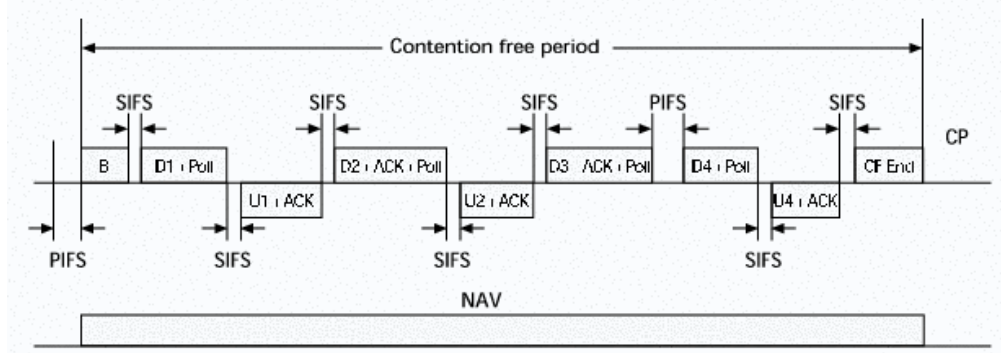 Contention free period
SIFS SIFS SIFS PIFS SIFS
CP
B D1 + Poll D2 + ACK + Poll D3 + ACK + Poll D4 + Poll CF End
U1 + ACK U2 + ACK U4 + ACK
PIFS SIFS SIFS SIFS
NAV